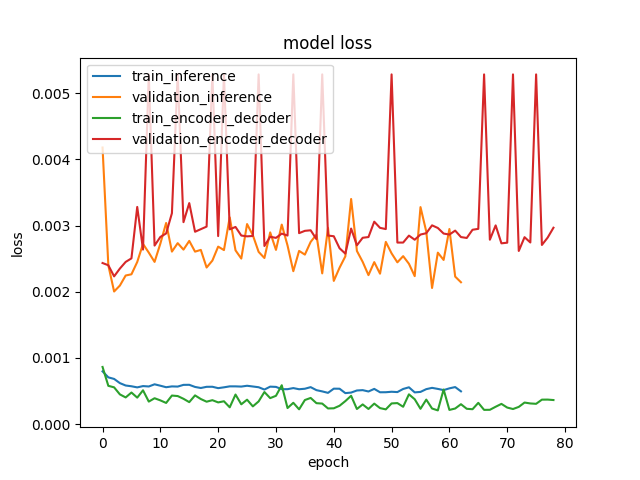 model loss
train_inference
validation_inference
train_encoder_decoder
validation_encoder_decoder
loss
0.005
0.004
0.003
0.002
0.001
0.000
0 10 20 30 40 50 60 70 80
epoch